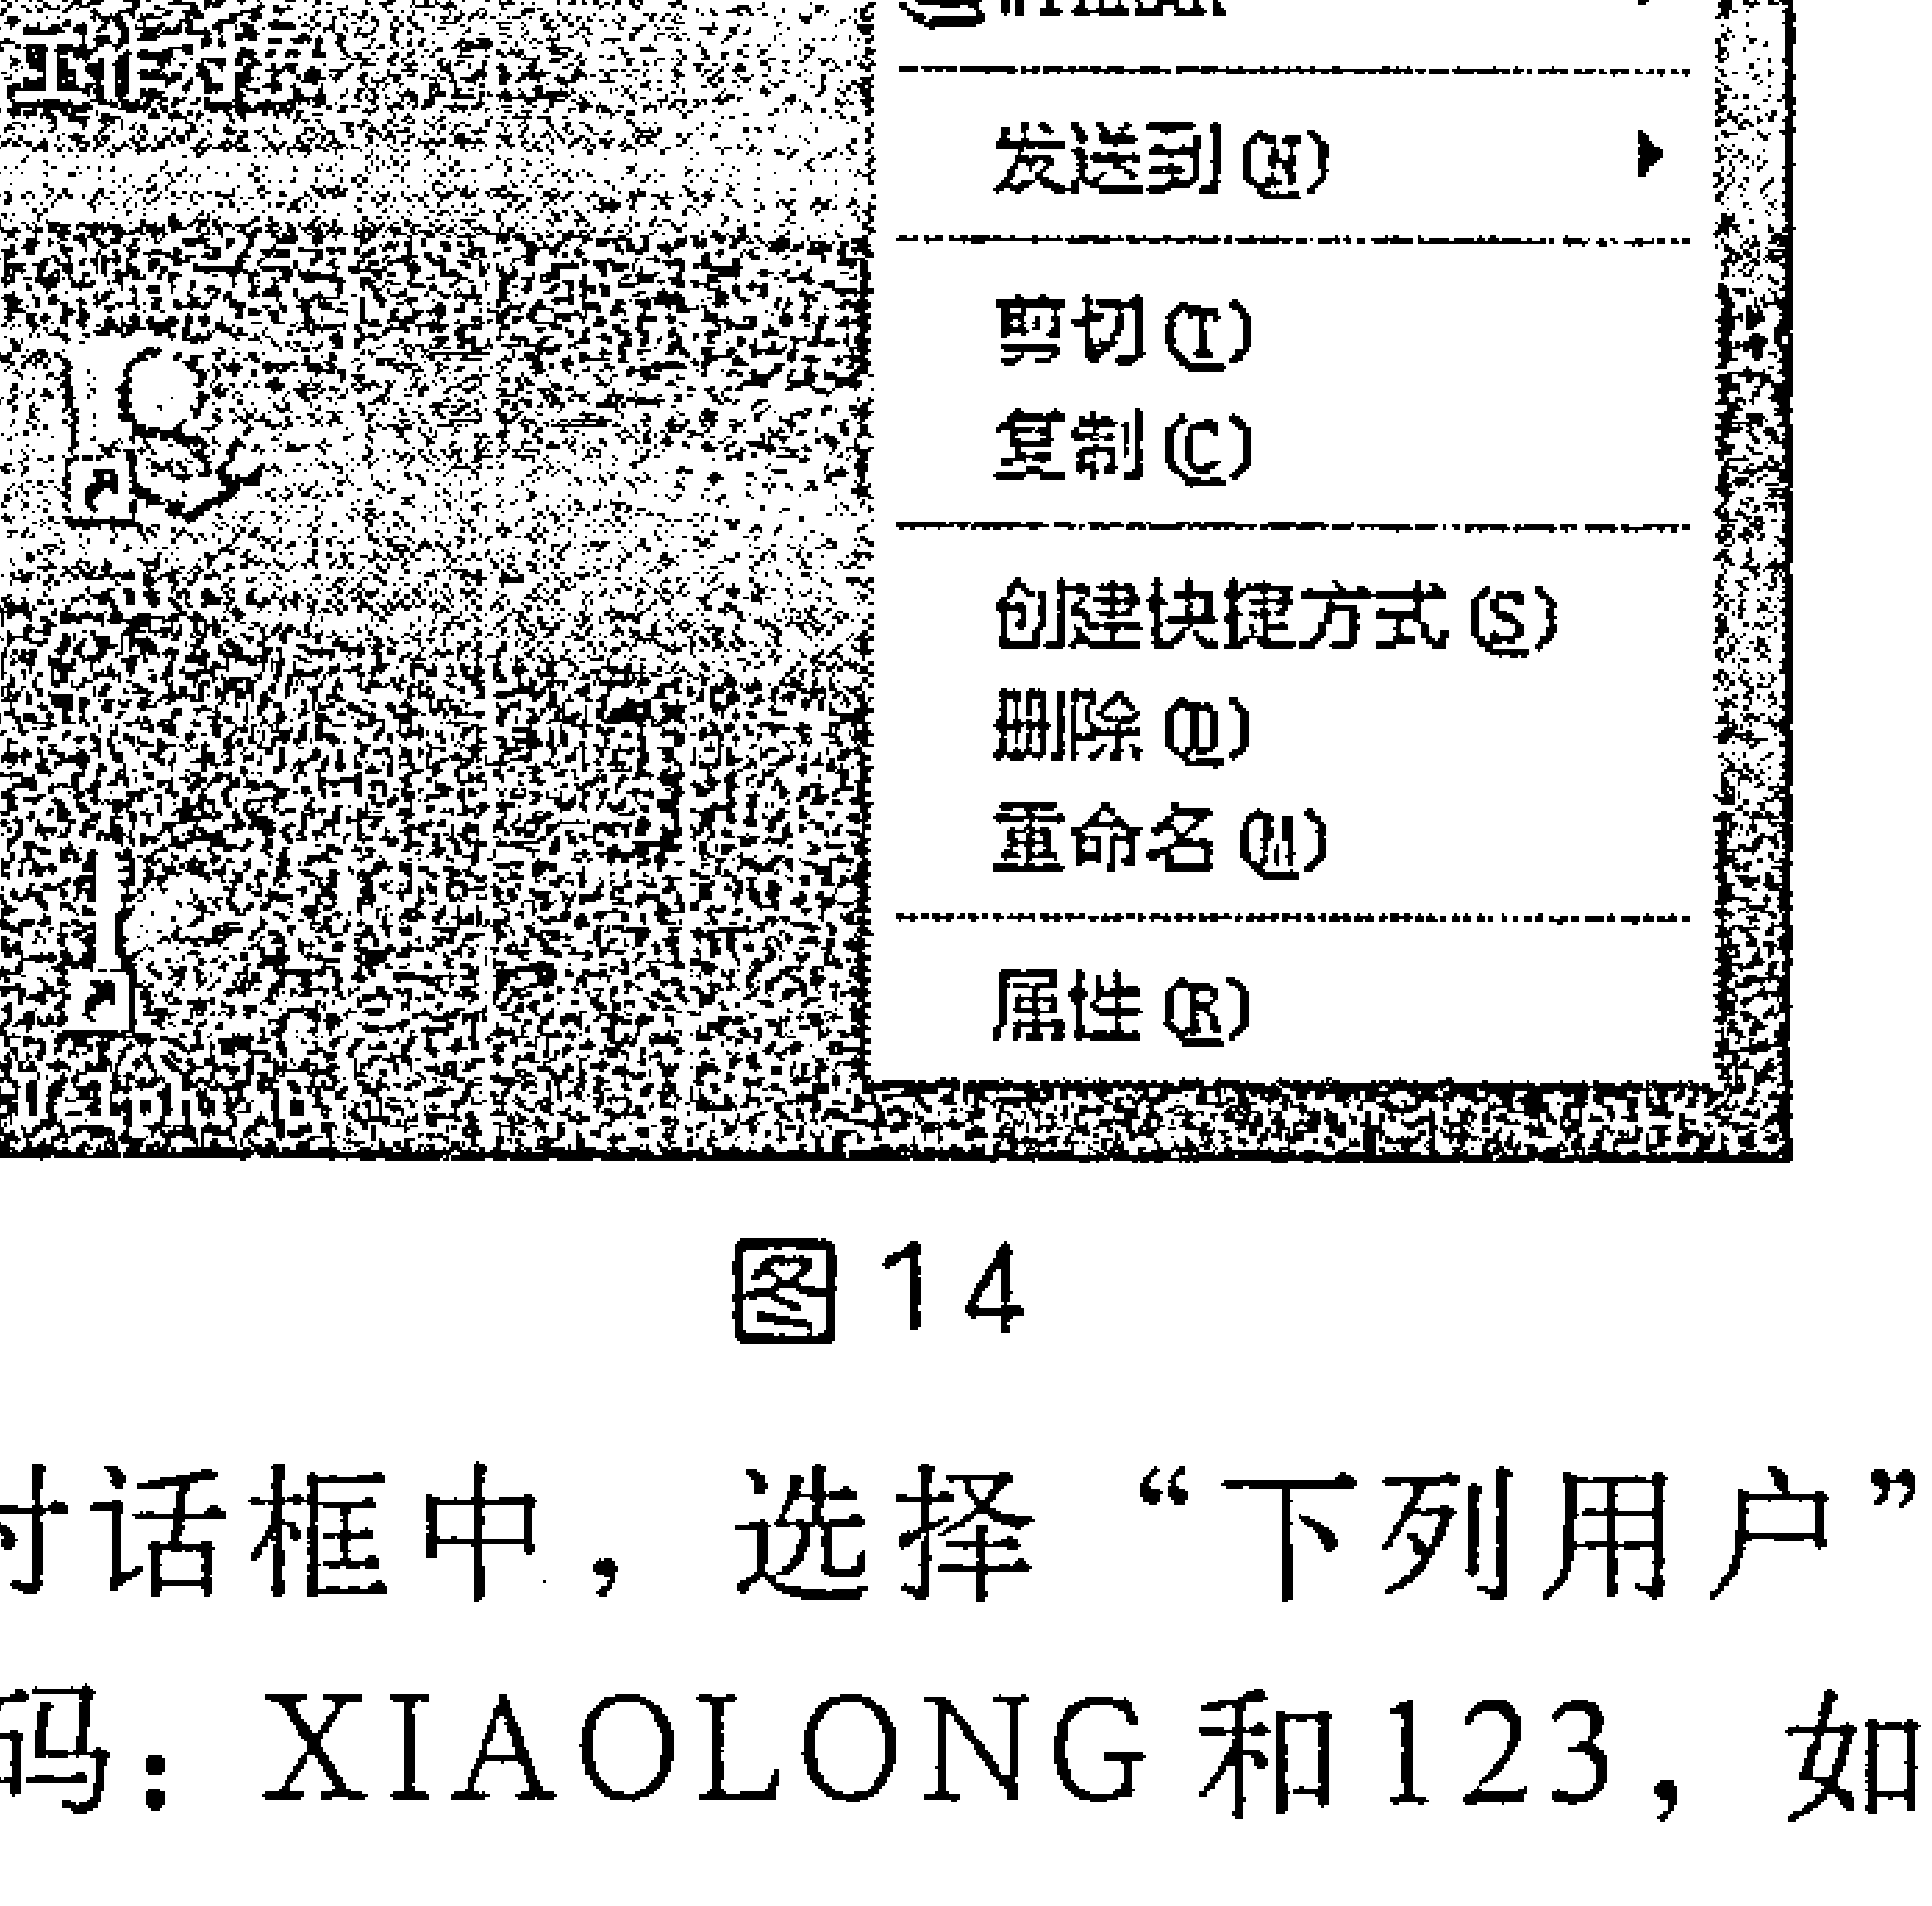 发送到(N)
剪切(T)
复制(C)
创建快捷方式(S)
删除(D)
重命名(M)
属性(R)
图14
对话框中，选择“下列用户”
码：XIAOLONG和123，如